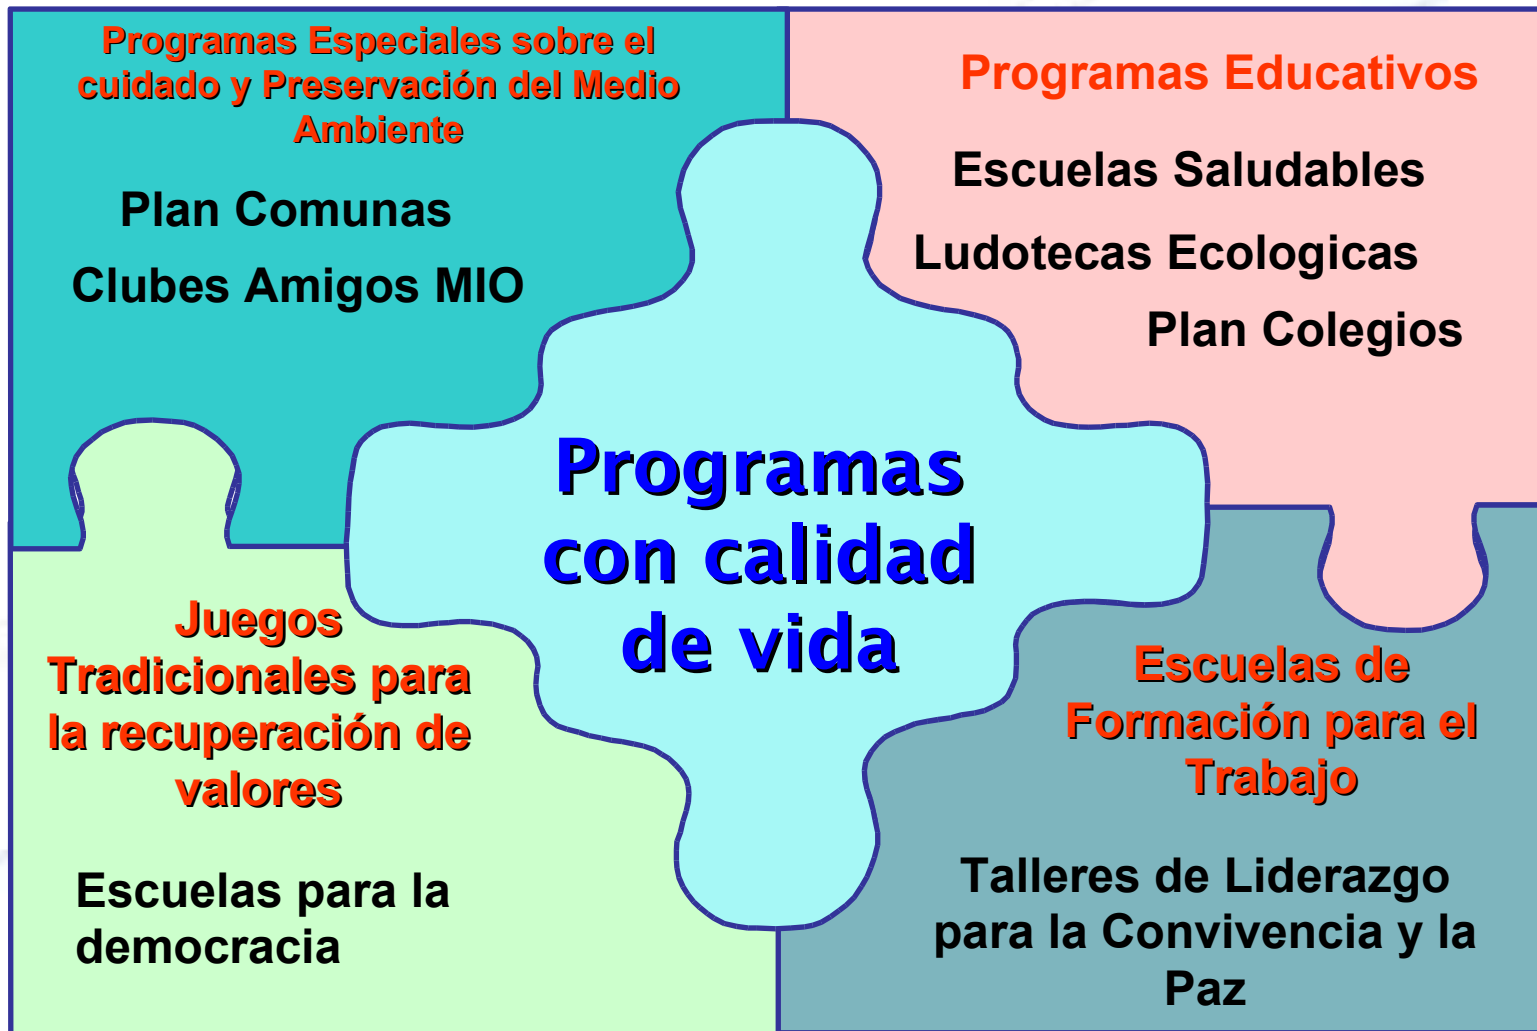 Programas Especiales sobre el
cuidado y Preservación del Medio
Ambiente
Plan Comunas
Clubes Amigos MIO
Programas Educativos
Escuelas Saludables
Ludotecas Ecologicas
Plan Colegios
Programas
con calidad
de vida
Juegos
Tradicionales para
la recuperación de
valores
Escuelas para la
democracia
Escuelas de
Formación para el
Trabajo
Talleres de Liderazgo
para la Convivencia y la
Paz